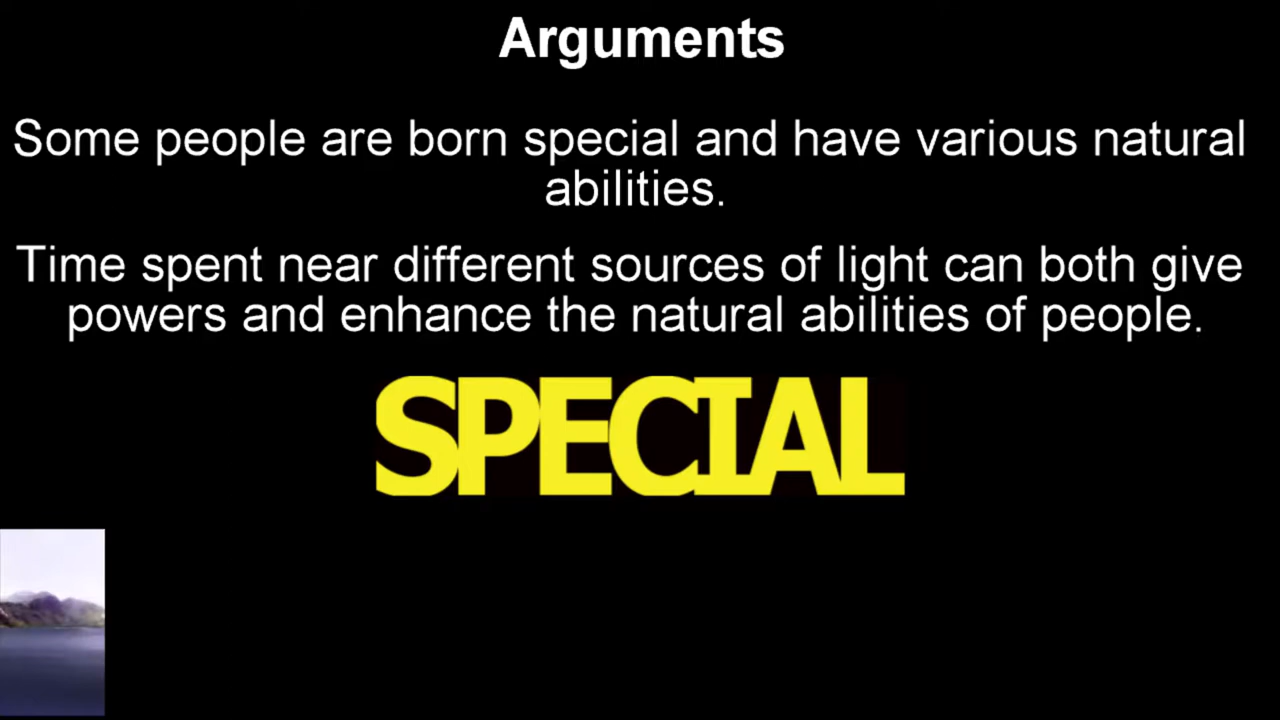 Arguments
Some people are born special and have various natural
abilities.
Time spent near different sources of light can both give
powers and enhance the natural abilities of people.
SPECIAL